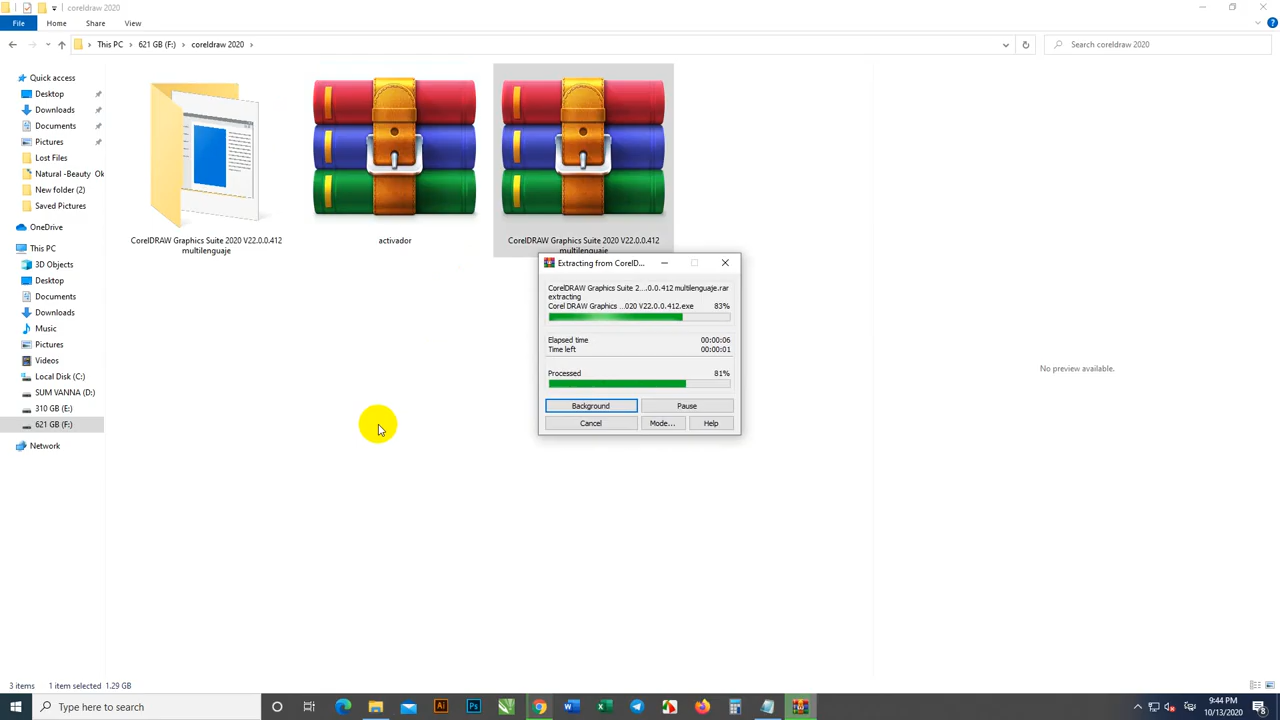 coreldraw 2020
File Home Share View
This PC 621 GB (F:) coreldraw 2020
Search coreldraw 2020
Quick access
Desktop
Downloads
Documents
Pictures
Lost Files
Natural -Beauty Ok
New folder (2)
Saved Pictures
OneDrive
This PC
3D Objects
Desktop
Documents
Downloads
Music
Pictures
Videos
Local Disk (C:)
SUM VANNA (D:)
310 GB (E:)
621 GB (F:)
Network
CorelDRAW Graphics Suite 2020 V22.0.0.412
multilenguaje
activador
CorelDRAW Graphics Suite 2020 V22.0.0.412
multilenguaje
Extracting from CorelD...
CorelDRAW Graphics Suite 2...0.0.412 multilenguaje.rar
extracting
Corel DRAW Graphics ...020 V22.0.0.412.exe 83%
Elapsed time 00:00:06
Time left 00:00:01
Processed 81%
Background Pause
Cancel Mode... Help
No preview available.
3 items 1 item selected 1.29 GB
Type here to search
9:44 PM
10/13/2020
8